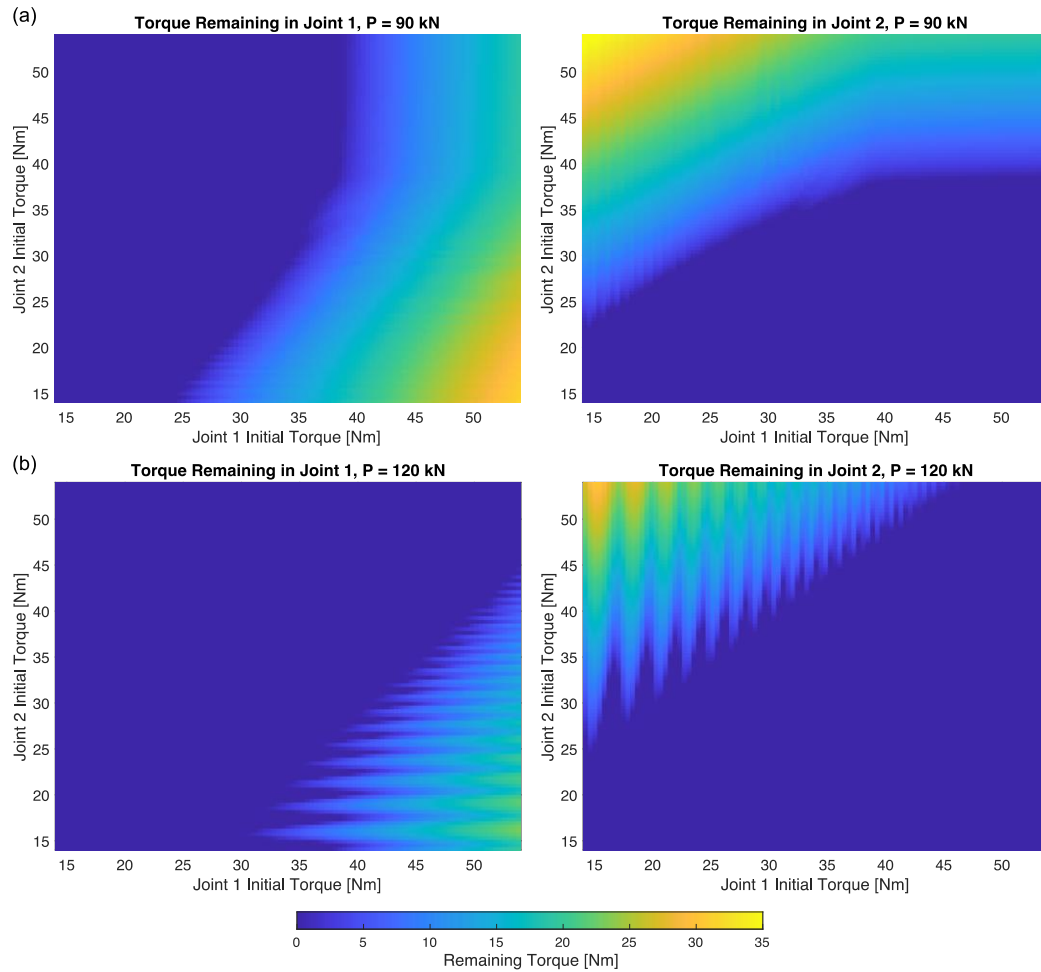 (a)
Torque Remaining in Joint 1, P = 90 kN
Joint 2 Initial Torque [Nm]
50
45
40
35
30
25
20
15
15 20 25 30 35 40 45 50
Joint 1 Initial Torque [Nm]
Torque Remaining in Joint 2, P = 90 kN
Joint 2 Initial Torque [Nm]
50
45
40
35
30
25
20
15
15 20 25 30 35 40 45 50
Joint 1 Initial Torque [Nm]
(b)
Torque Remaining in Joint 1, P = 120 kN
Joint 2 Initial Torque [Nm]
50
45
40
35
30
25
20
15
15 20 25 30 35 40 45 50
Joint 1 Initial Torque [Nm]
Torque Remaining in Joint 2, P = 120 kN
Joint 2 Initial Torque [Nm]
50
45
40
35
30
25
20
15
15 20 25 30 35 40 45 50
Joint 1 Initial Torque [Nm]
0 5 10 15 20 25 30 35
Remaining Torque [Nm]